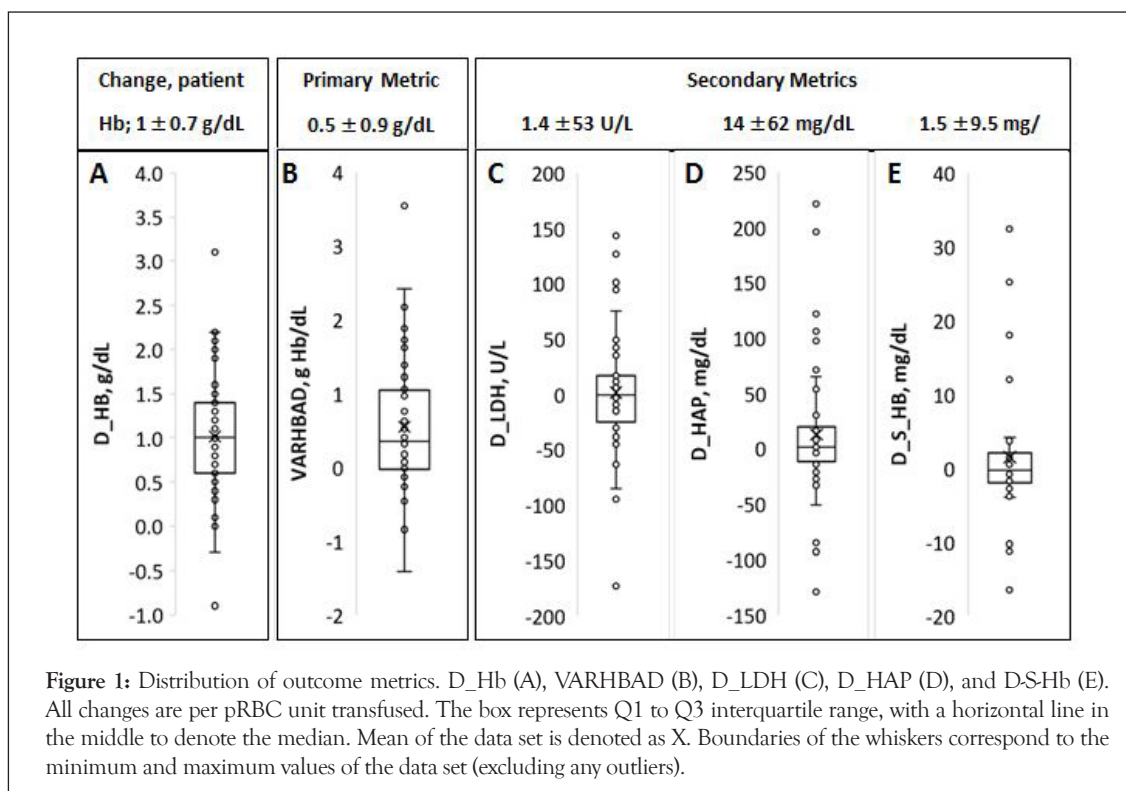 Change, patient
Hb; 1 ± 0.7 g/dL
Primary Metric
0.5 ± 0.9 g/dL
Secondary Metrics
1.4 ±53 U/L
14 ±62 mg/dL
1.5 ±9.5 mg/
A
D_HB, g/dL
4.0
3.5
3.0
2.5
2.0
1.5
1.0
0.5
0.0
-0.5
-1.0
B
VARHBAD, g Hb/dL
4
3
2
1
0
-1
-2
C
D_LDH, U/L
200
150
100
50
0
-50
-100
-150
-200
D
D_HAP, mg/dL
250
200
150
100
50
0
-50
-100
-150
E
D_S_HB, mg/dL
40
30
20
10
0
-10
-20
Figure 1: Distribution of outcome metrics. D_Hb (A), VARHBAD (B), D_LDH (C), D_HAP (D), and D-S-Hb (E).
All changes are per pRBC unit transfused. The box represents Q1 to Q3 interquartile range, with a horizontal line in
the middle to denote the median. Mean of the data set is denoted as X. Boundaries of the whiskers correspond to the
minimum and maximum values of the data set (excluding any outliers).